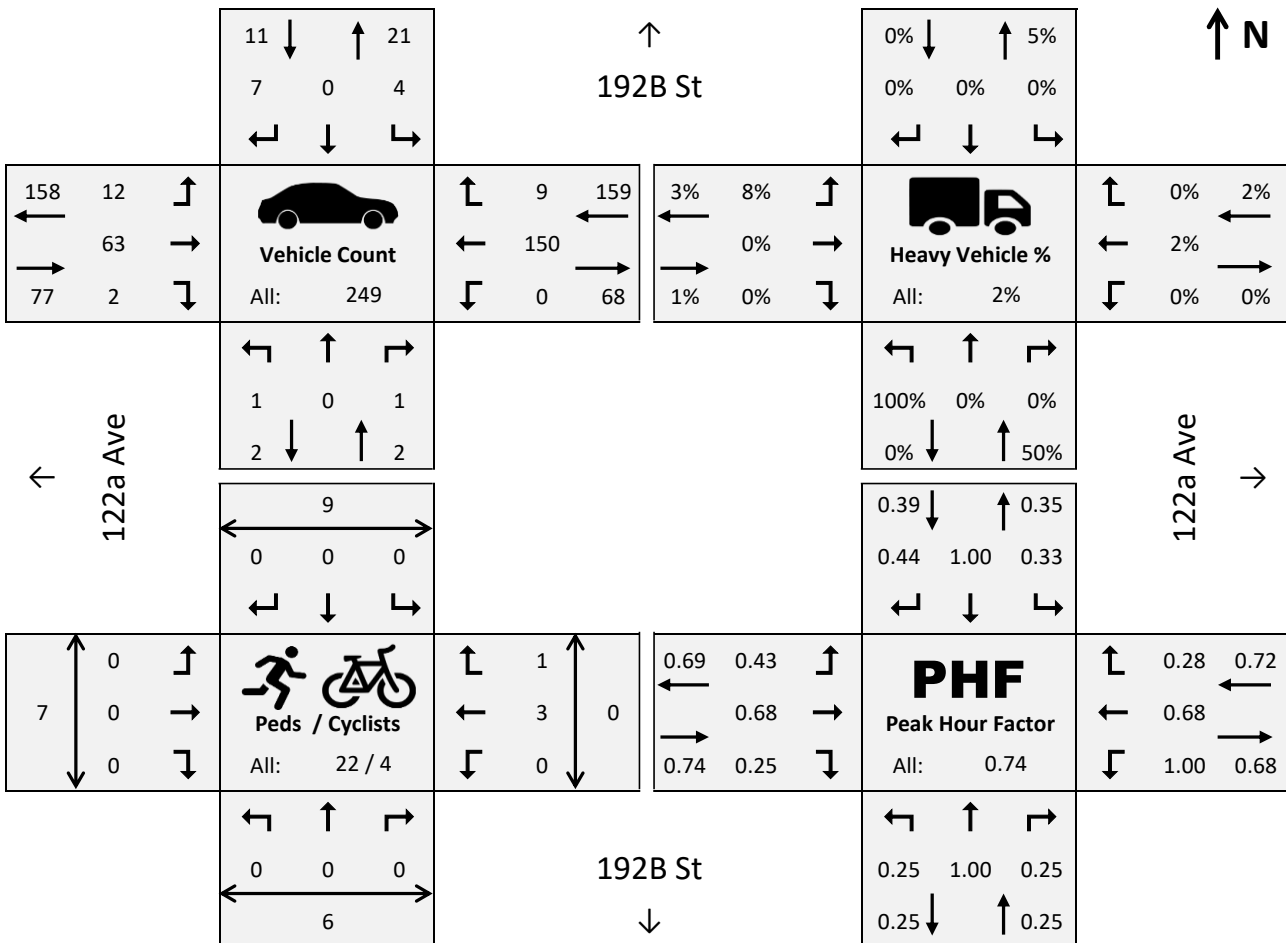 11 21 0% 5% N
192B St
7 0 4 0% 0% 0%
158 12 9 159 3% 8% 0% 2%
63 Vehicle Count 150 0% Heavy Vehicle % 2%
77 2 All: 249 0 68 1% 0% All: 2% 0% 0%
1 0 1 100% 0% 0%
2 2 0% 50%
122a Ave 122a Ave
9 0.39 0.35
0 0 0 0.44 1.00 0.33
0 1 0.69 0.43 PHF 0.28 0.72
7 0 Peds / Cyclists 3 0 0.68 Peak Hour Factor 0.68
0 All: 22 / 4 0 0.74 0.25 All: 0.74 1.00 0.68
0 0 0 192B St 0.25 1.00 0.25
6 0.25 0.25